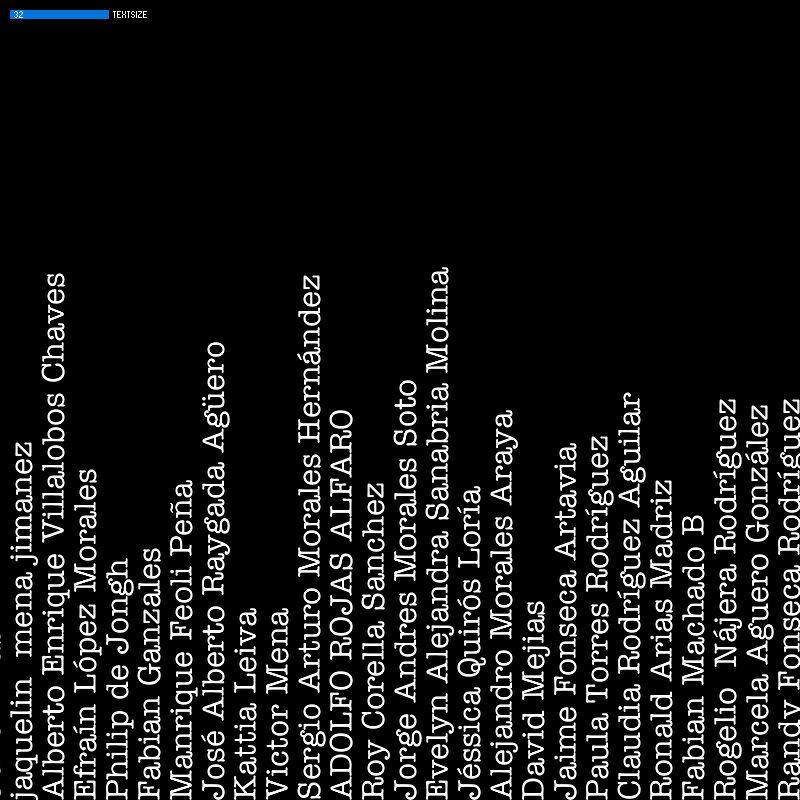 32 TEXTSIZE
jaquelin  mena jimanez
Alberto Enrique Villalobos Chaves
Efraín López Morales
Philip de Jongh
Fabian Ganzales
Manrique Feoli Peña
José Alberto Raygada Agüero
Kattia Leiva
Victor Mena
Sergio Arturo Morales Hernández
ADOLFO ROJAS ALFARO
Roy Corella Sanchez
Jorge Andres Morales Soto
Evelyn Alejandra Sanabria Molina
Jéssica Quirós Loría
Alejandro Morales Araya
David Mejias
Jaime Fonseca Artavia
Paula Torres Rodríguez
Claudia Rodríguez Aguilar
Ronald Arias Madriz
Fabian Machado B
Rogelio  Nájera Rodríguez
Marcela Aguero González
Randy Fonseca Rodríguez